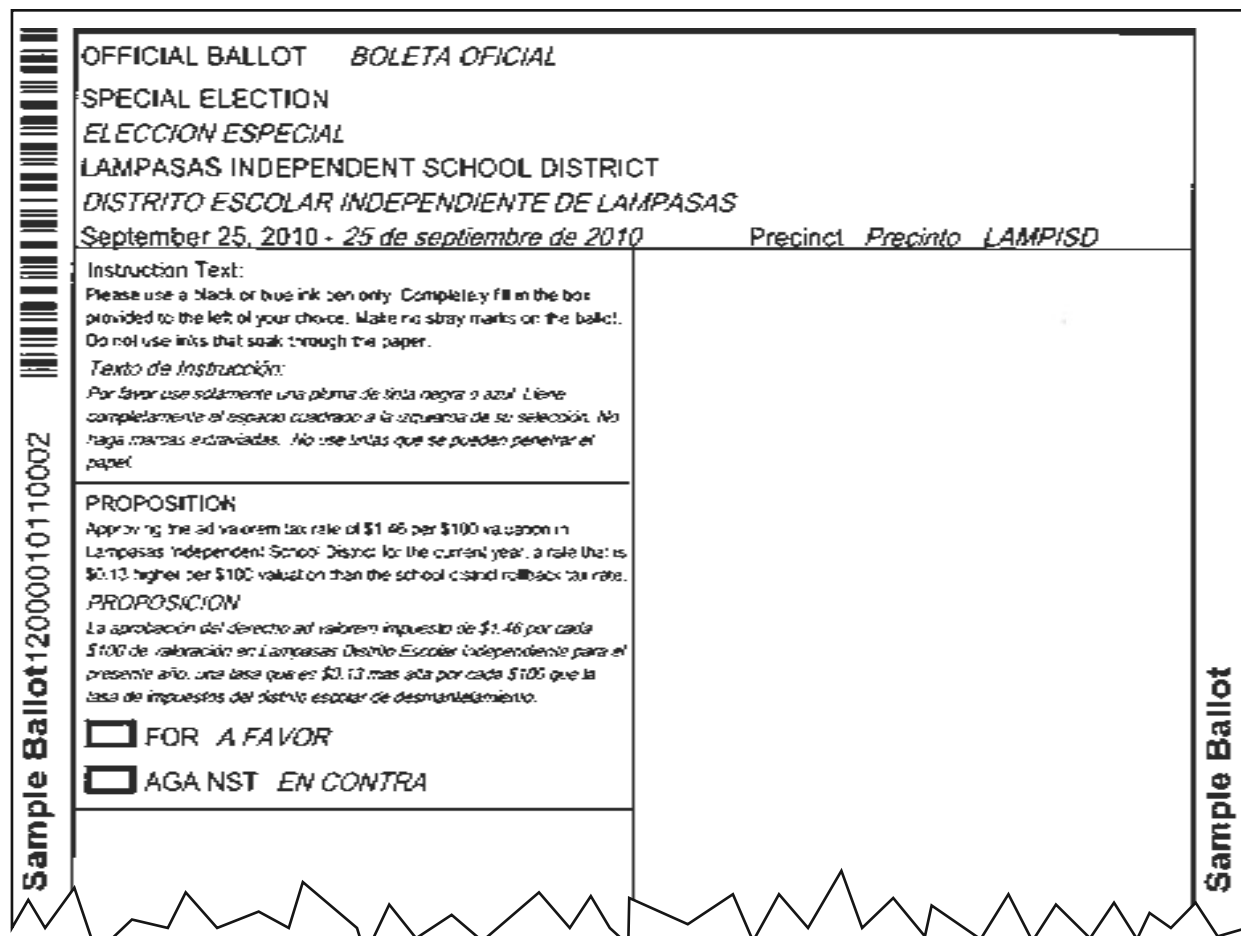 OFFICIAL BALLOT BOLETA OFICIAL
SPECIAL ELECTION
ELECCION ESPECIAL
LAMPASAS INDEPENDENT SCHOOL DISTRICT
DISTRITO ESCOLAR INDEPENDIENTE DE LAMPASAS
September 25, 2010 - 25 de septiembre de 2010 Precinct Precinto LAMPISD
Instruction Text:
Please use a black or blue ink pen only. Completely fill in the box
provided to the left of your choice. Make no stray marks on the ballot.
Do not use inks that soak through the paper.
Texto de Instrucción:
Por favor use solamente una pluma de tinta negra o azul. Llene
completamente el espacio cuadrado a la izquierda de su selección. No
haga marcas extraviadas. No use tintas que se pueden penetrar el
papel.
PROPOSITION
Approving the ad valorem tax rate of $1.46 per $100 valuation in
Lampasas Independent School District for the current year, a rate that is
$0.13 higher per $100 valuation than the school district rollback tax rate.
PROPOSICION
La aprobación del derecho ad valorem impuesto de $1.46 por cada
$100 de valoración en Lampasas Distrito Escolar Independiente para el
presente año, una tasa que es $0.13 mas alta por cada $100 que la
tasa de impuestos del distrito escolar de desmantelamiento.
FOR A FAVOR
AGA NST EN CONTRA
Sample Ballot 12000010110002
Sample Ballot